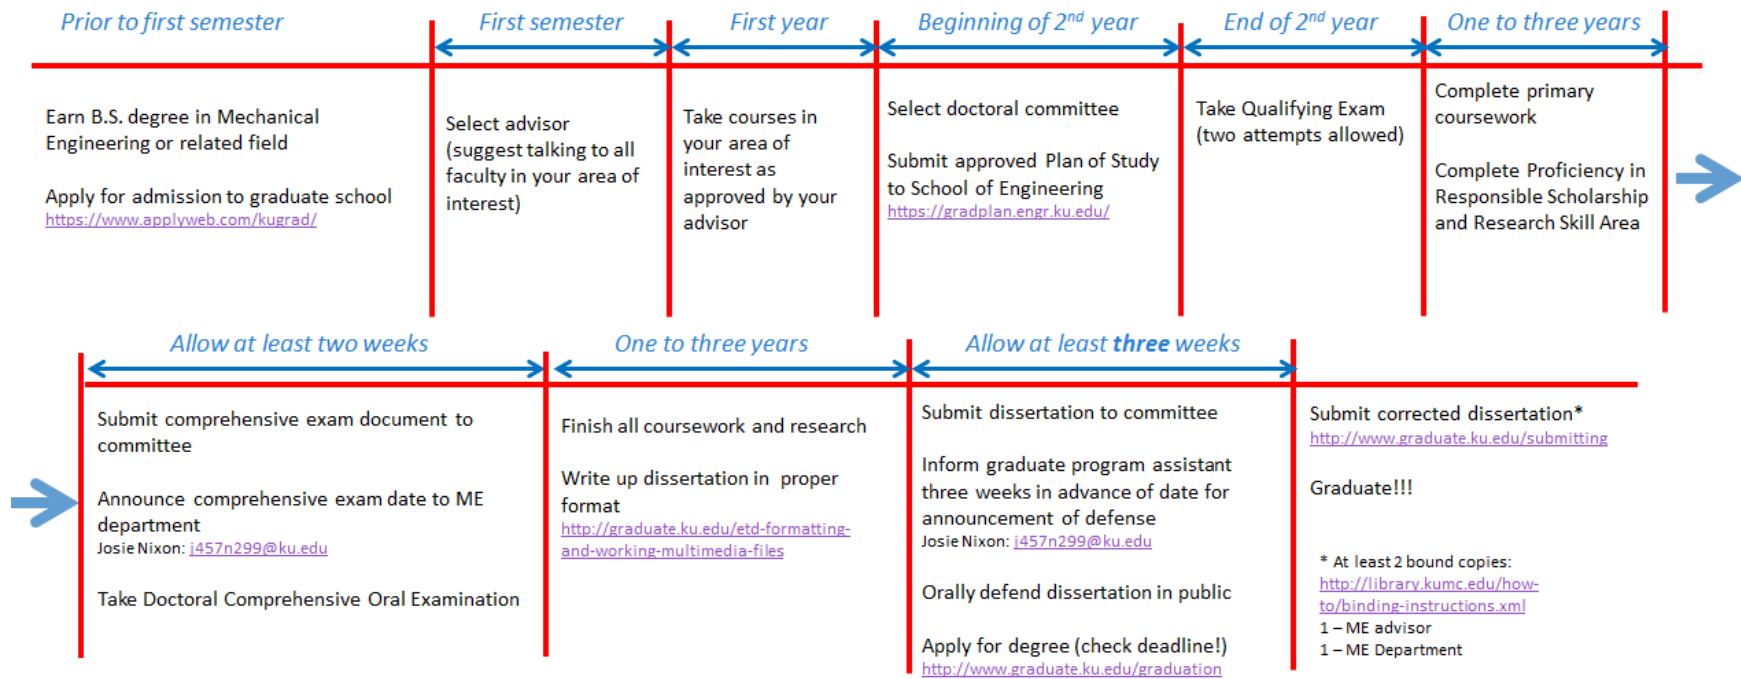 Prior to first semester
First semester
First year
Beginning of 2nd year
End of 2nd year
One to three years
Earn B.S. degree in Mechanical
Engineering or related field
Apply for admission to graduate school
https://www.applyweb.com/kugrad/
Select advisor
(suggest talking to all
faculty in your area of
interest)
Take courses in
your area of
interest as
approved by your
advisor
Select doctoral committee
Submit approved Plan of Study
to School of Engineering
https://gradplan.engr.ku.edu/
Take Qualifying Exam
(two attempts allowed)
Complete primary
coursework
Complete Proficiency in
Responsible Scholarship
and Research Skill Area
Allow at least two weeks
One to three years
Allow at least three weeks
Submit comprehensive exam document to
committee
Announce comprehensive exam date to ME
department
Josie Nixon: j457n299@ku.edu
Take Doctoral Comprehensive Oral Examination
Finish all coursework and research
Write up dissertation in proper
format
http://graduate.ku.edu/etd-formatting-
and-working-multimedia-files
Submit dissertation to committee
Inform graduate program assistant
three weeks in advance of date for
announcement of defense
Josie Nixon: j457n299@ku.edu
Orally defend dissertation in public
Apply for degree (check deadline!)
http://www.graduate.ku.edu/graduation
Submit corrected dissertation*
http://www.graduate.ku.edu/submitting
Graduate!!!
* At least 2 bound copies:
http://library.kumc.edu/how-
to/binding-instructions.xml
1 – ME advisor
1 – ME Department